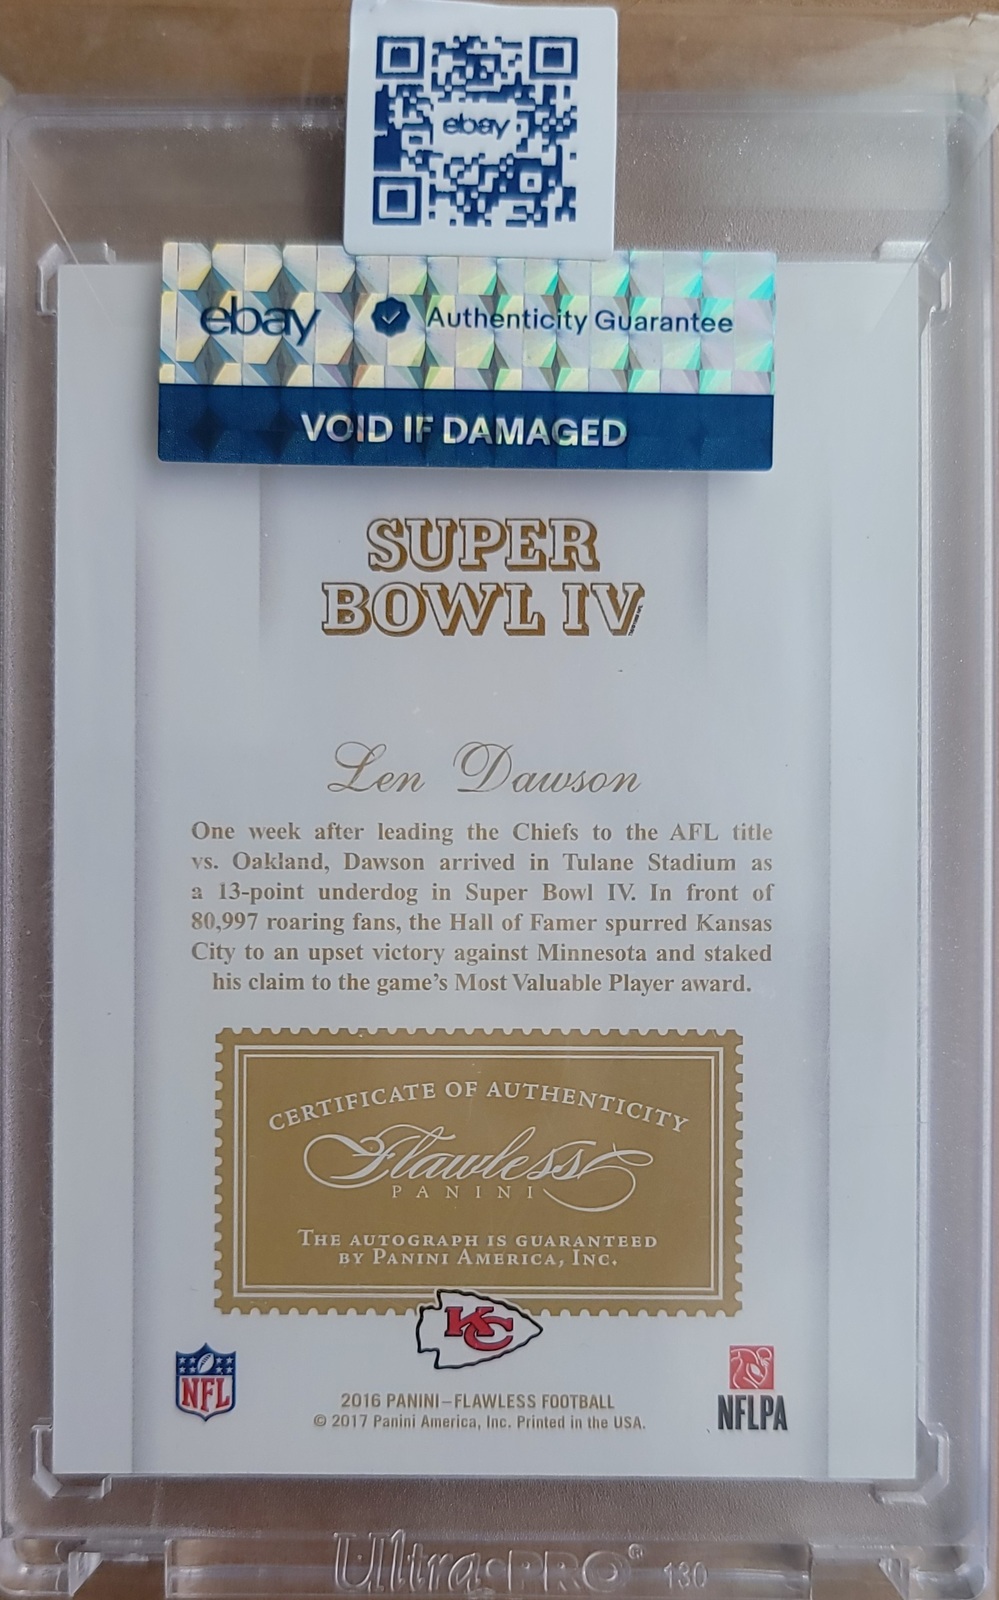 ebay
ebay Authenticity Guarantee
VOID IF DAMAGED
SUPER
BOWL IV
Len Dawson
One week after leading the Chiefs to the AFL title
vs. Oakland, Dawson arrived in Tulane Stadium as
a 13-point underdog in Super Bowl IV. In front of
80,997 roaring fans, the Hall of Famer spurred Kansas
City to an upset victory against Minnesota and staked
his claim to the game's Most Valuable Player award.
CERTIFICATE OF AUTHENTICITY
Flawless
PANINI
THE AUTOGRAPH IS GUARANTEED
BY PANINI AMERICA, INC.
KC
NFL
NFLPA
2016 PANINI–FLAWLESS FOOTBALL
© 2017 Panini America, Inc. Printed in the USA.
Ultra PRO® 130